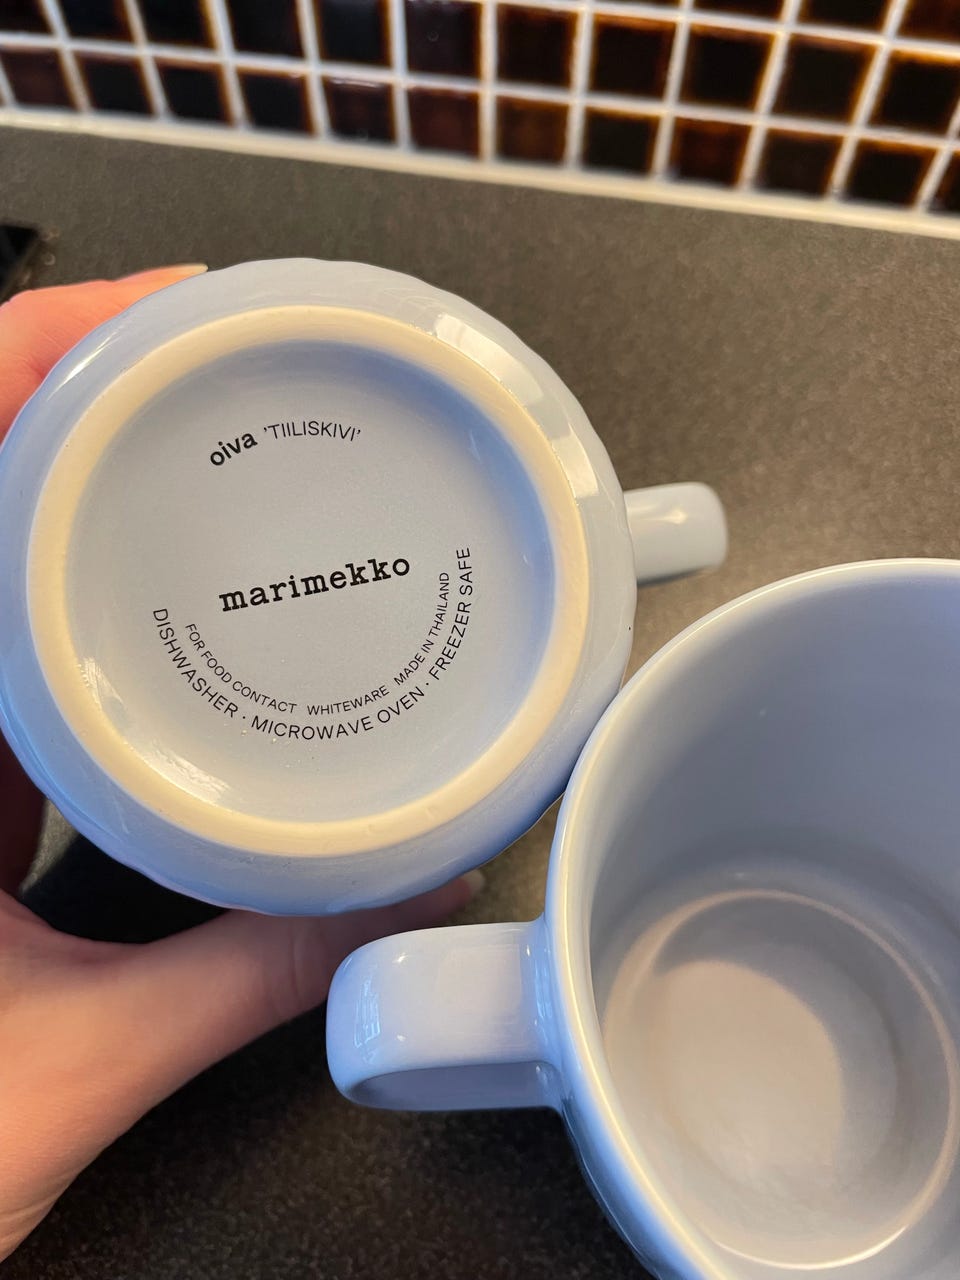 oiva 'TIILISKIVI'
marimekko
FOR FOOD CONTACT WHITEWARE MADE IN THAILAND
DISHWASHER · MICROWAVE OVEN · FREEZER SAFE